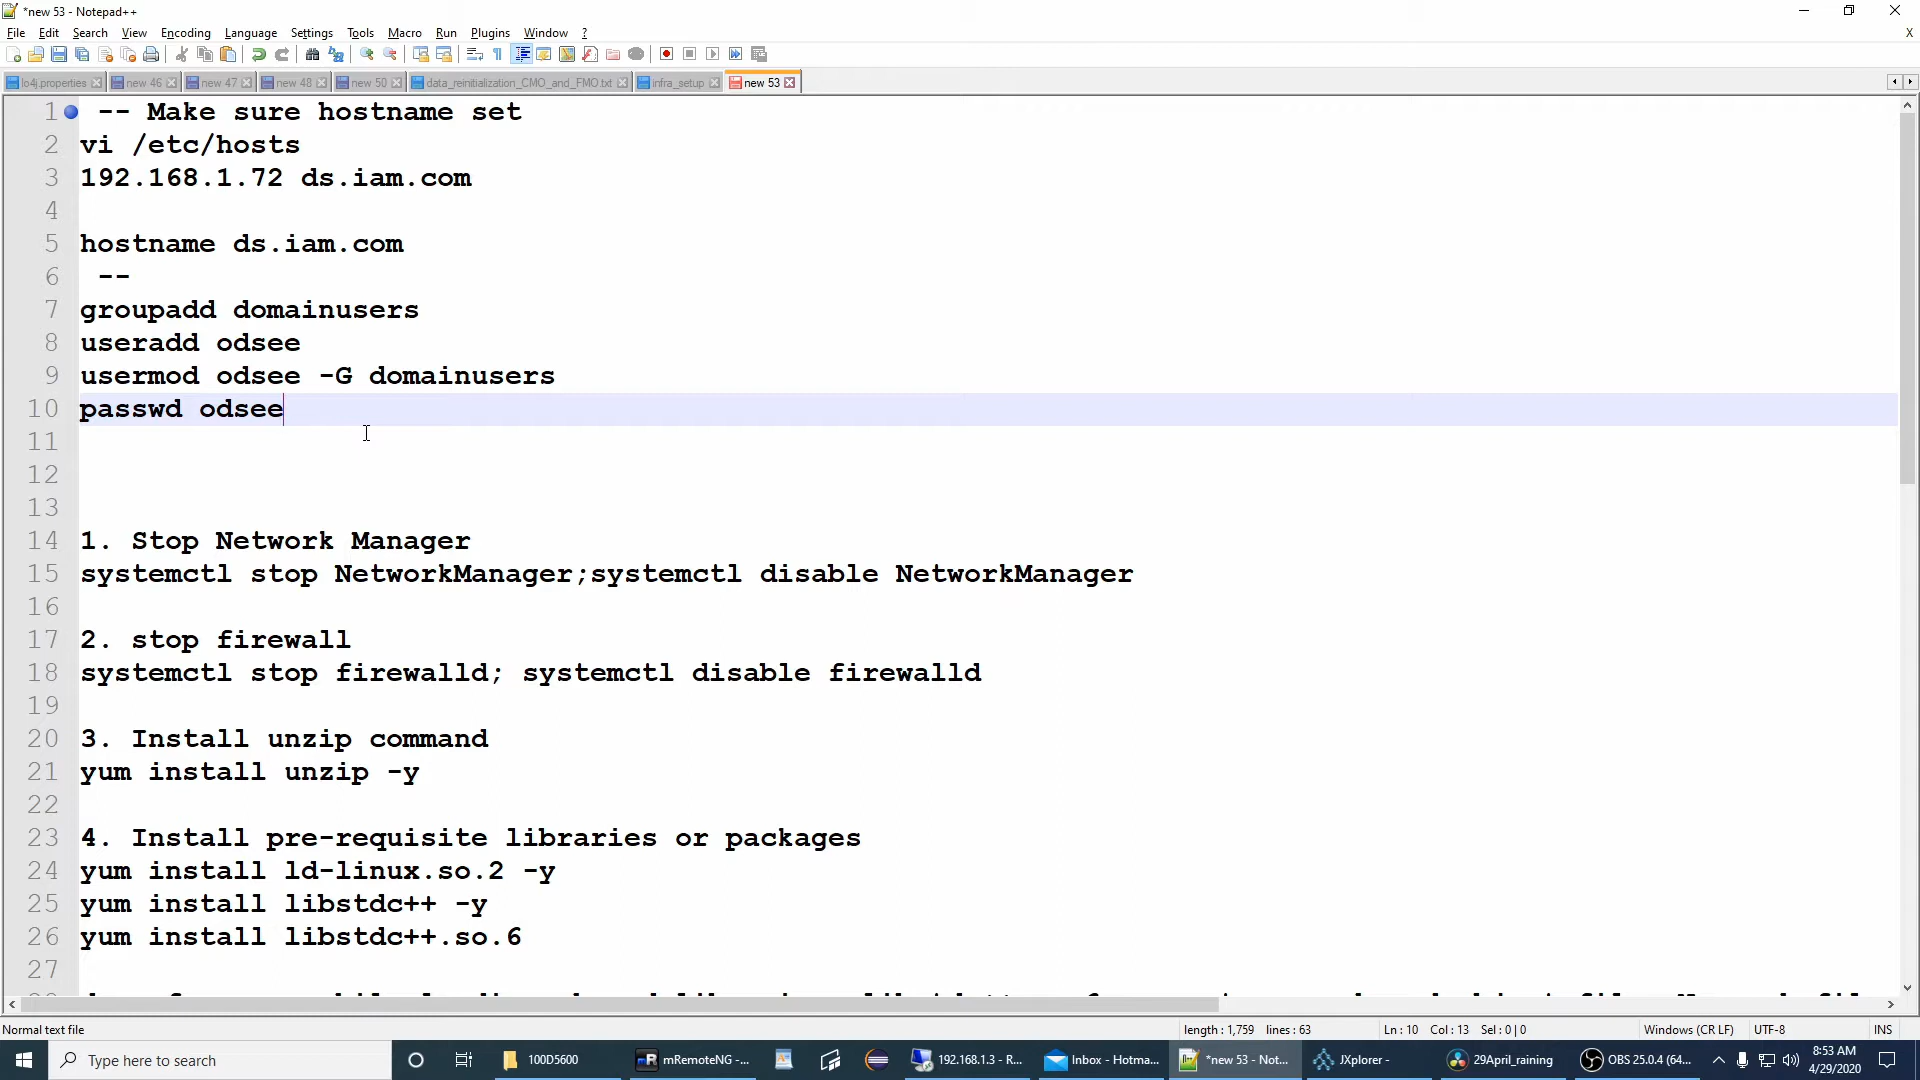 *new 53 - Notepad++
File Edit Search View Encoding Language Settings Tools Macro Run Plugins Window ? X
lo4j.properties new 46 new 47 new 48 new 50 data_reinitialization_CMO_and_FMO.txt infra_setup new 53
1 -- Make sure hostname set
2 vi /etc/hosts
3 192.168.1.72 ds.iam.com
4
5 hostname ds.iam.com
6 --
7 groupadd domainusers
8 useradd odsee
9 usermod odsee -G domainusers
10 passwd odsee
11
12
13
14 1. Stop Network Manager
15 systemctl stop NetworkManager;systemctl disable NetworkManager
16
17 2. stop firewall
18 systemctl stop firewalld; systemctl disable firewalld
19
20 3. Install unzip command
21 yum install unzip -y
22
23 4. Install pre-requisite libraries or packages
24 yum install ld-linux.so.2 -y
25 yum install libstdc++ -y
26 yum install libstdc++.so.6
27
Normal text file length : 1,759 lines : 63 Ln : 10 Col : 13 Sel : 0 | 0 Windows (CR LF) UTF-8 INS
Type here to search 100D5600 mRemoteNG -... 192.168.1.3 - R... Inbox - Hotma... *new 53 - Not... JXplorer - 29April_raining OBS 25.0.4 (64... 8:53 AM
4/29/2020